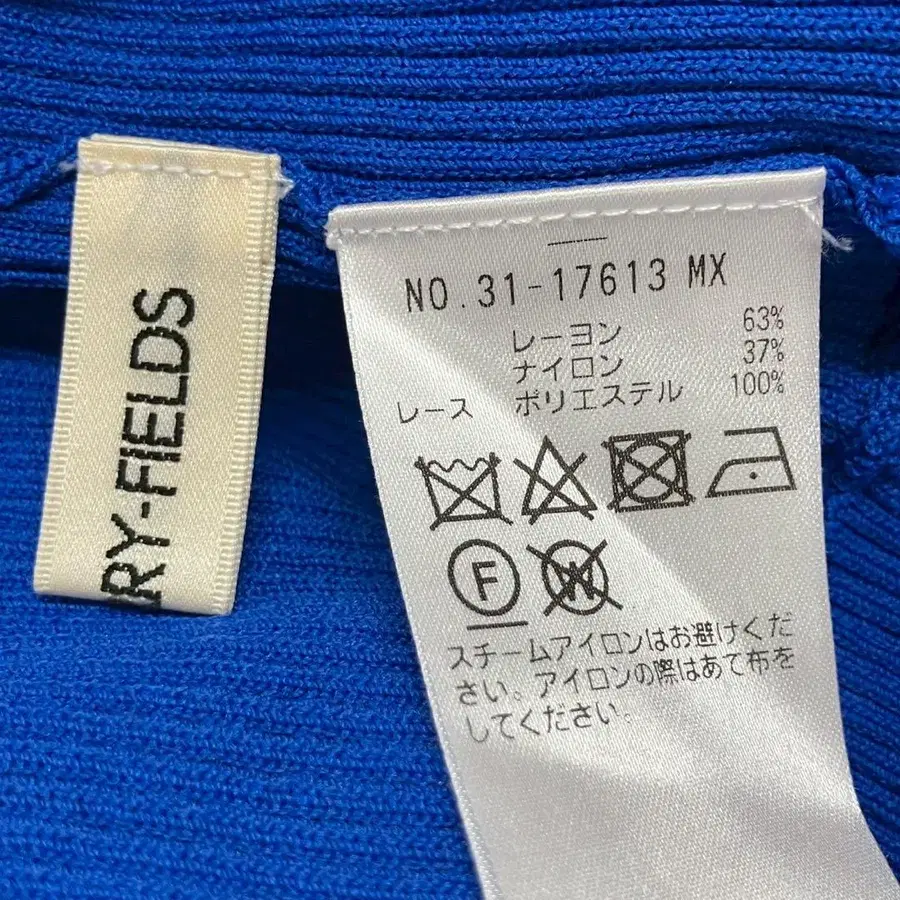 RY-FIELDS
NO.31-17613 MX
レーヨン 63%
ナイロン 37%
レース ポリエステル 100%
F
W
スチームアイロンはお避けくだ
さい。アイロンの際はあて布を
してください。